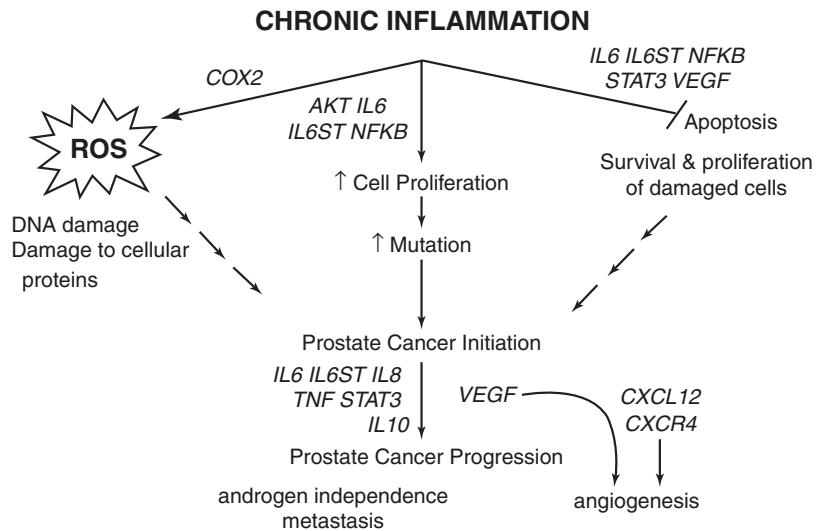 CHRONIC INFLAMMATION
COX2
AKT IL6
IL6ST NFKB
IL6 IL6ST NFKB
STAT3 VEGF
ROS
Apoptosis
↑ Cell Proliferation
Survival & proliferation
of damaged cells
DNA damage
Damage to cellular
proteins
↑ Mutation
Prostate Cancer Initiation
IL6 IL6ST IL8
TNF STAT3
IL10
VEGF
CXCL12
CXCR4
Prostate Cancer Progression
androgen independence
metastasis
angiogenesis